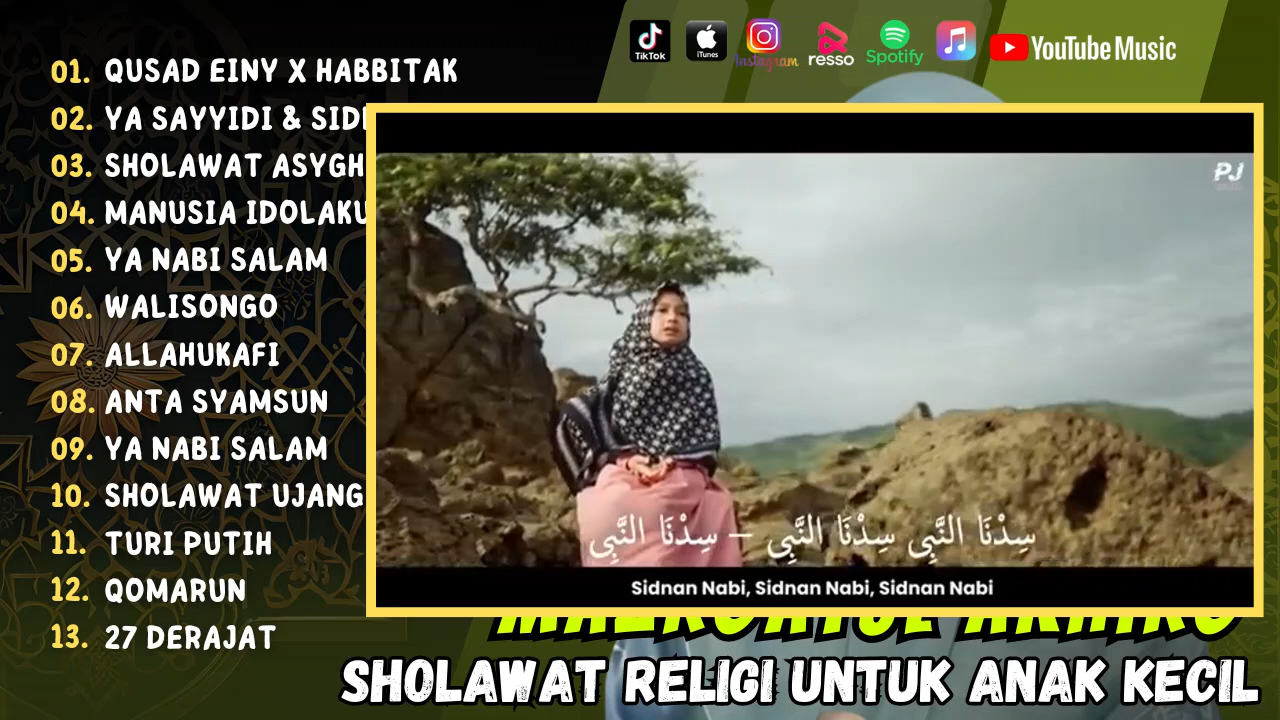 TikTok
iTunes
Instagram
resso
Spotify
YouTube Music
01. QUSAD EINY X HABBITAK
02. YA SAYYIDI &
03. SHOLAWAT
04. MANUSIA IDOLAKU
05. YA NABI SALAM
06. WALISONGO
07. ALLAHUKAFI
08. ANTA SYAMSUN
09. YA NABI SALAM
10. SHOLAWAT UJANG
11. TURI PUTIH
12. QOMARUN
13. 27 DERAJAT
PJ
سِدْنَا النَّبِى سِدْنَا النَّبِى – سِدْنَا النَّبِى
Sidnan Nabi, Sidnan Nabi, Sidnan Nabi
SHOLAWAT RELIGI UNTUK ANAK KECIL